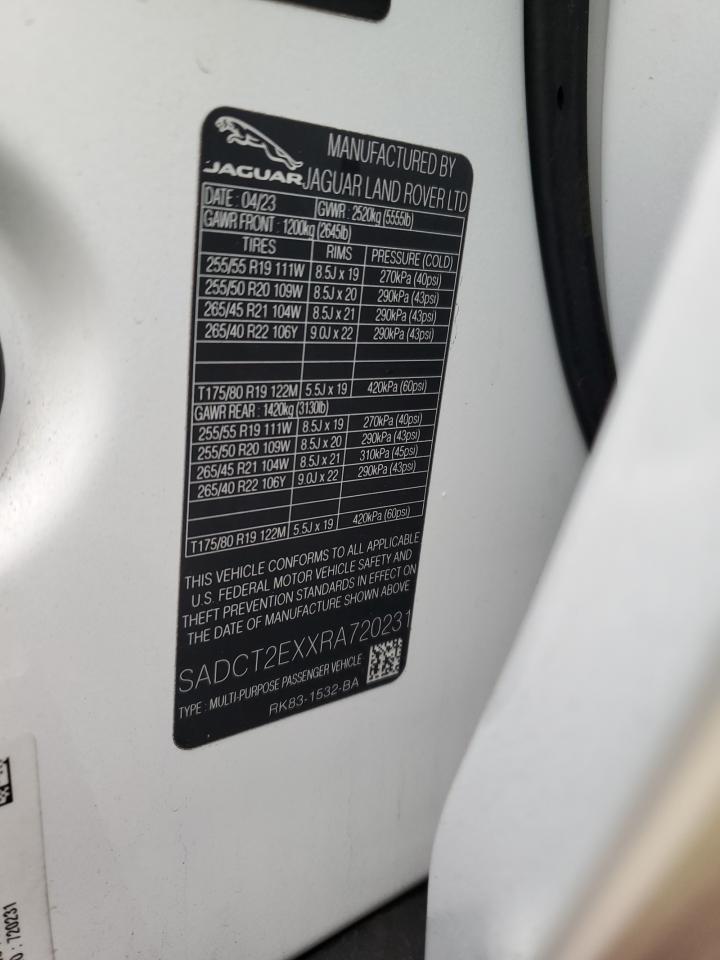 JAGUAR
MANUFACTURED BY
JAGUAR LAND ROVER LTD
DATE : 04/23 GVWR : 2520kg (5555lb)
GAWR FRONT : 1200kg (2645lb)
TIRES RIMS PRESSURE (COLD)
255/55 R19 111W 8.5J x 19 270kPa (40psi)
255/50 R20 109W 8.5J x 20 290kPa (43psi)
265/45 R21 104W 8.5J x 21 290kPa (43psi)
265/40 R22 106Y 9.0J x 22 290kPa (43psi)
T175/80 R19 122M 5.5J x 19 420kPa (60psi)
GAWR REAR : 1420kg (3130lb)
255/55 R19 111W 8.5J x 19 270kPa (40psi)
255/50 R20 109W 8.5J x 20 290kPa (43psi)
265/45 R21 104W 8.5J x 21 310kPa (45psi)
265/40 R22 106Y 9.0J x 22 290kPa (43psi)
T175/80 R19 122M 5.5J x 19 420kPa (60psi)
THIS VEHICLE CONFORMS TO ALL APPLICABLE
U.S. FEDERAL MOTOR VEHICLE SAFETY AND
THEFT PREVENTION STANDARDS IN EFFECT ON
THE DATE OF MANUFACTURE SHOWN ABOVE
SADCT2EXXRA720231
TYPE : MULTI-PURPOSE PASSENGER VEHICLE
RK83-1532-BA
: 720231